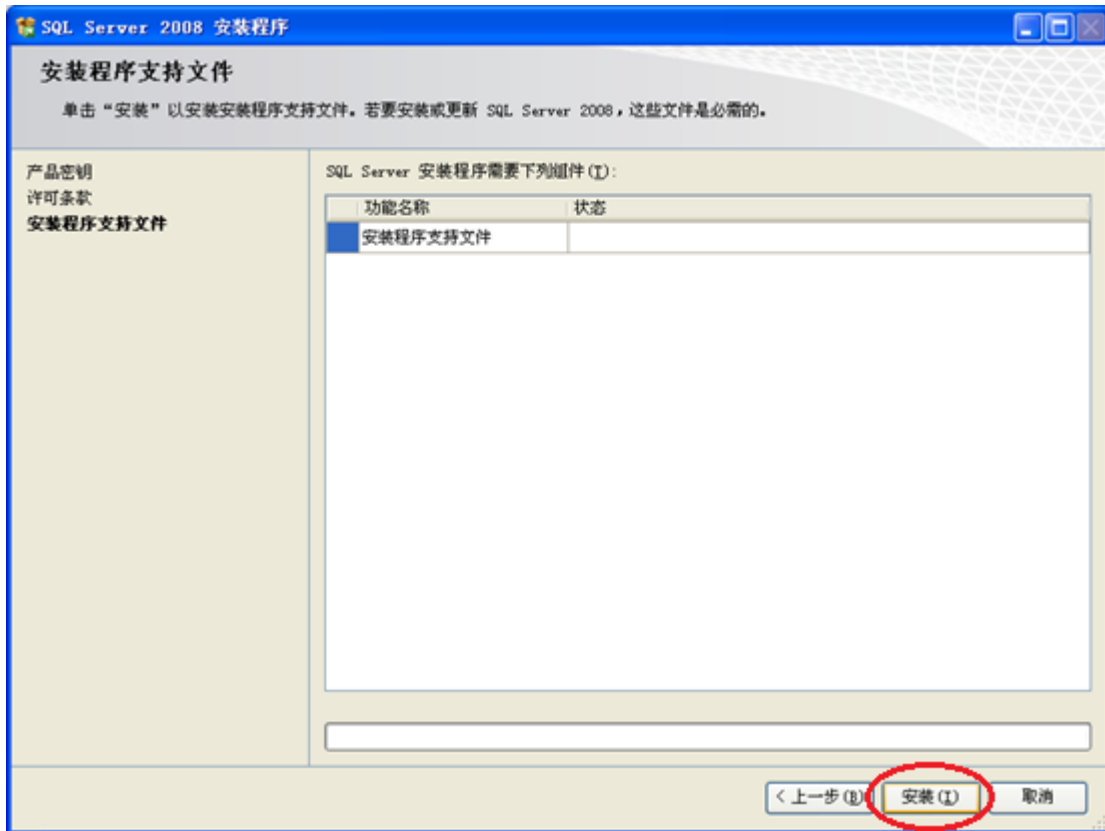 SQL Server 2008 安装程序
安装程序支持文件
单击“安装”以安装安装程序支持文件。若要安装或更新 SQL Server 2008，这些文件是必需的。
产品密钥
许可条款
安装程序支持文件
SQL Server 安装程序需要下列组件(T):
功能名称 状态
安装程序支持文件
< 上一步(B) 安装(I) 取消